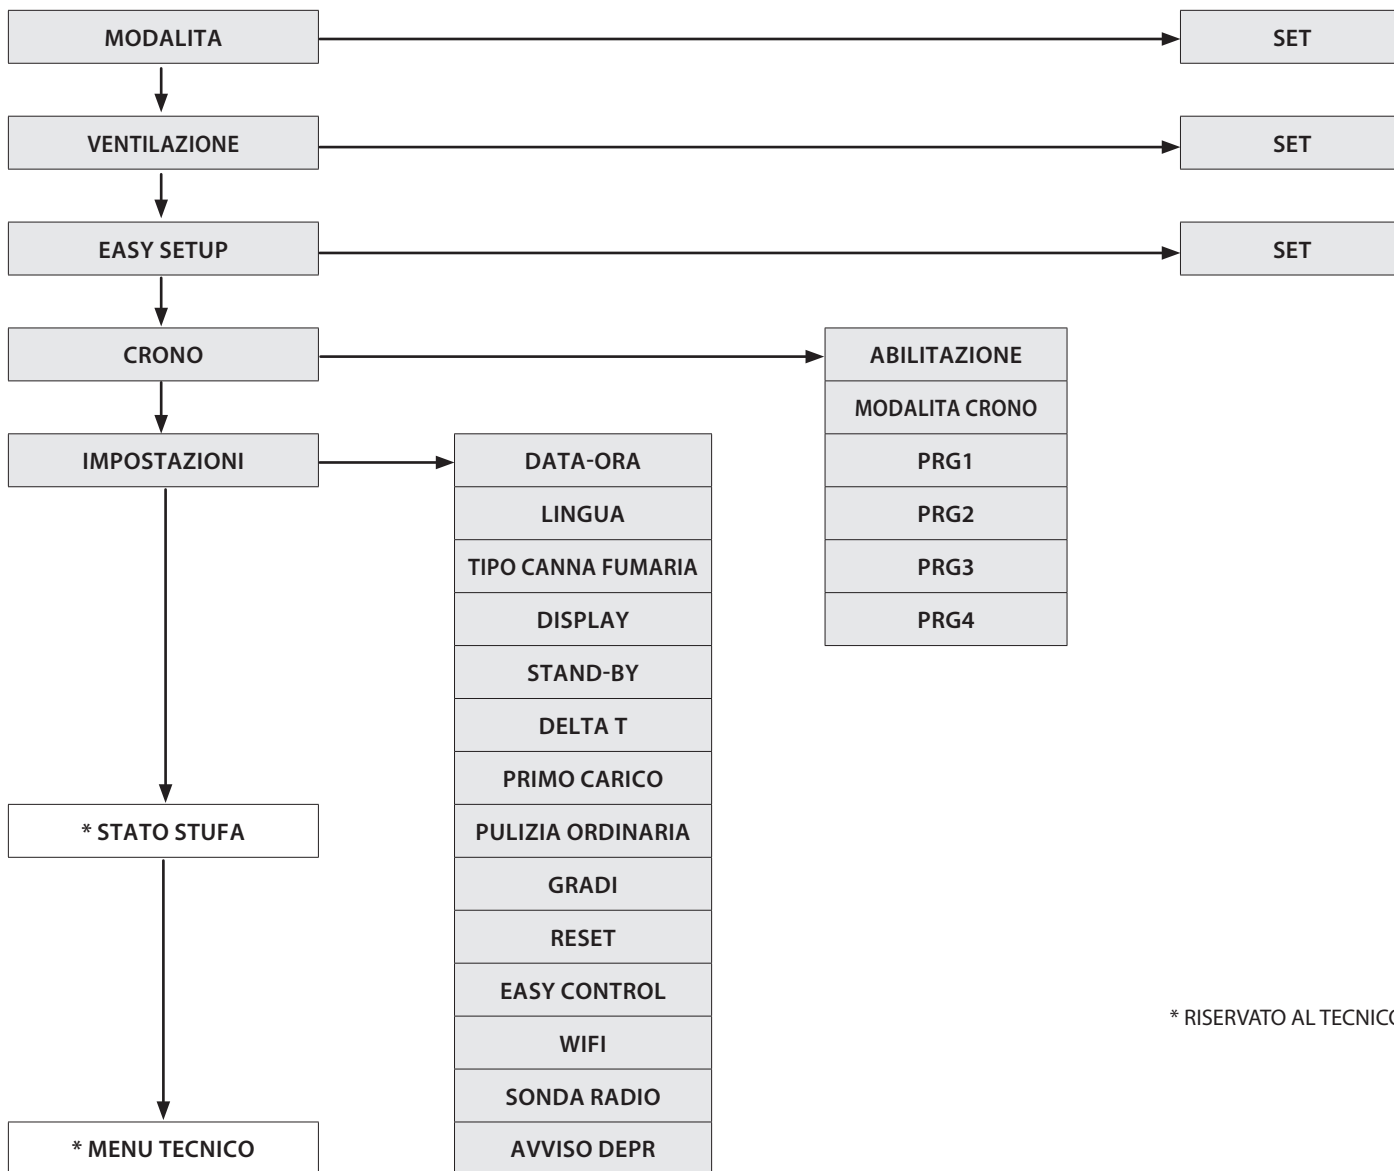 MODALITA
SET
VENTILAZIONE
SET
EASY SETUP
SET
CRONO
ABILITAZIONE
MODALITA CRONO
PRG1
PRG2
PRG3
PRG4
IMPOSTAZIONI
DATA-ORA
LINGUA
TIPO CANNA FUMARIA
DISPLAY
STAND-BY
DELTA T
PRIMO CARICO
PULIZIA ORDINARIA
GRADI
RESET
EASY CONTROL
WIFI
SONDA RADIO
AVVISO DEPR
* STATO STUFA
* MENU TECNICO
* RISERVATO AL TECNICO